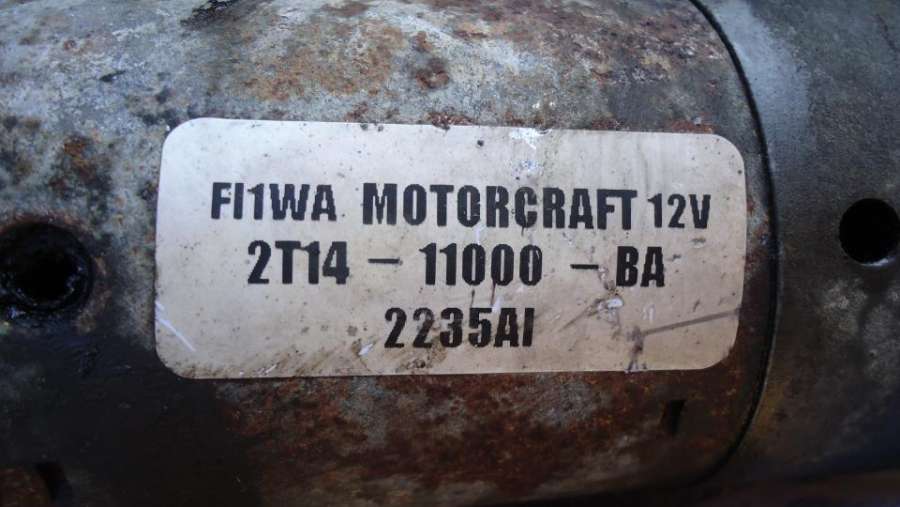 FI1WA MOTORCRAFT 12V
2T14 - 11000 - BA
2235AI